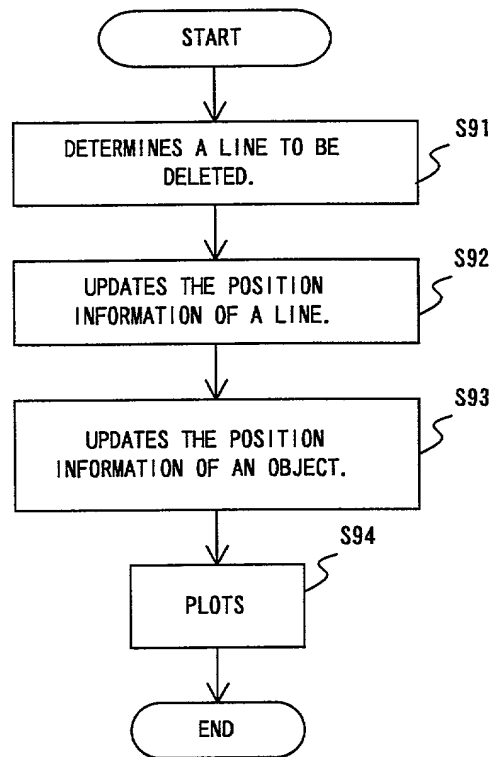 START
S91
DETERMINES A LINE TO BE
DELETED.
S92
UPDATES THE POSITION
INFORMATION OF A LINE.
S93
UPDATES THE POSITION
INFORMATION OF AN OBJECT.
S94
PLOTS
END